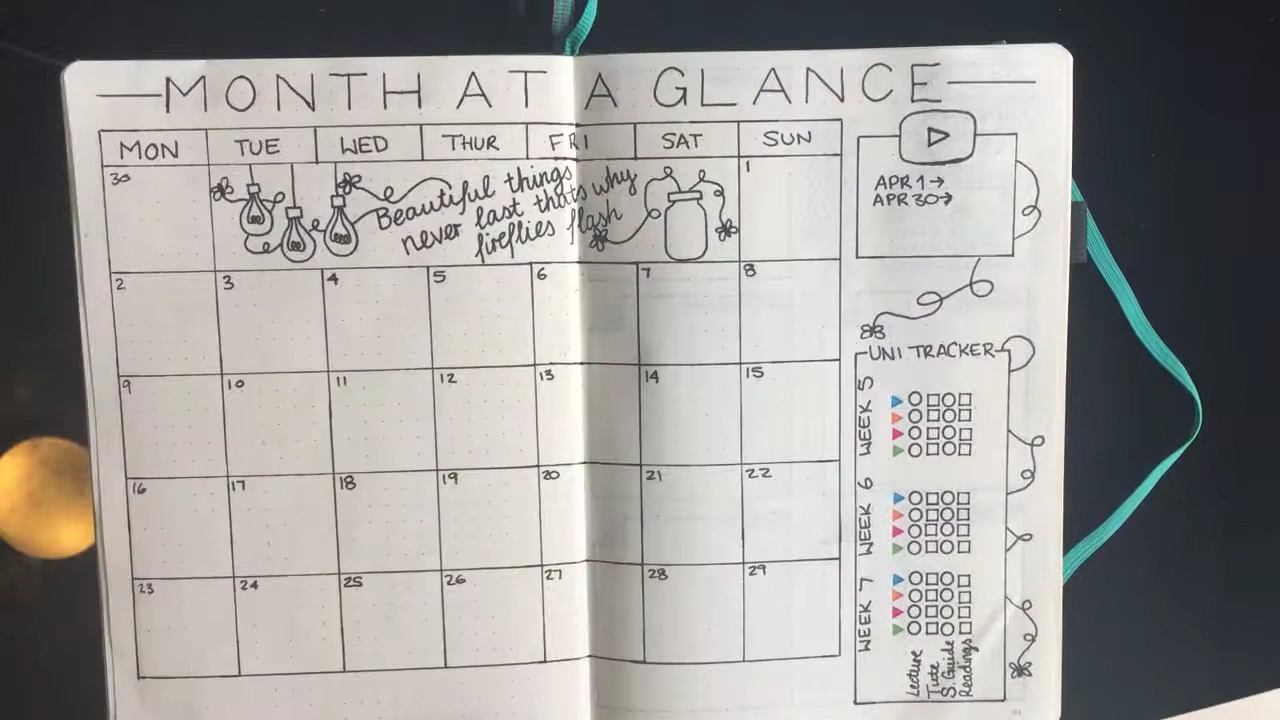 MONTH AT A GLANCE
MON TUE WED THUR FRI SAT SUN
30 1
Beautiful things
never last that's why
fireflies flash
2 3 4 5 6 7 8
9 10 11 12 13 14 15
16 17 18 19 20 21 22
23 24 25 26 27 28 29
APR 1→
APR 30→
UNI TRACKER
WEEK 5
WEEK 6
WEEK 7
Lecture
Tute
S. Guide
Readings